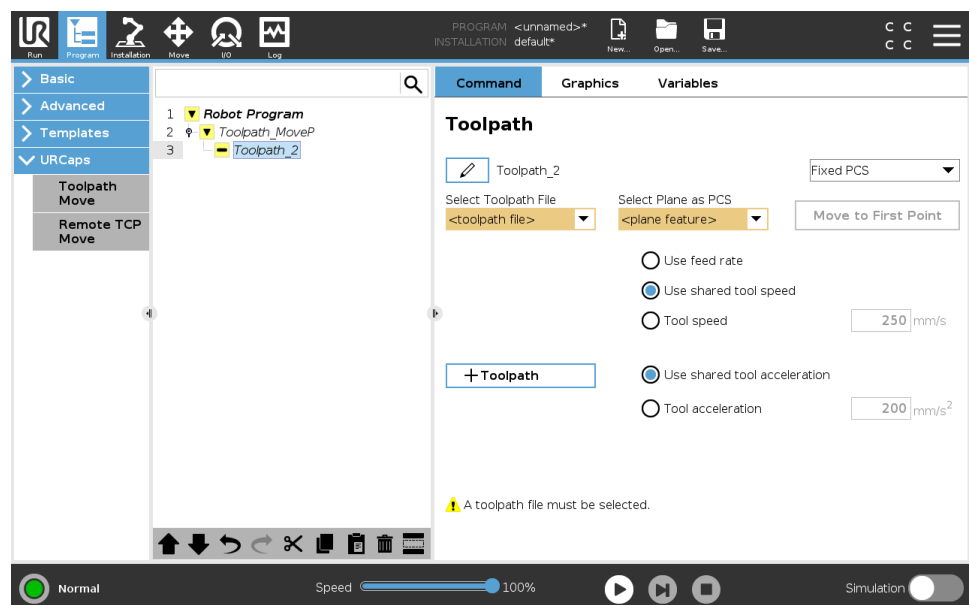 UR
Run
Program
Installation
Move
I/O
Log
PROGRAM <unnamed>*
INSTALLATION default*
New...
Open...
Save...
C C
C C
Basic
Advanced
Templates
URCaps
Toolpath
Move
Remote TCP
Move
1 Robot Program
2 Toolpath_MoveP
3 Toolpath_2
Command
Graphics
Variables
Toolpath
Toolpath_2
Fixed PCS
Select Toolpath File
Select Plane as PCS
<toolpath file>
<plane feature>
Move to First Point
Use feed rate
Use shared tool speed
Tool speed
250 mm/s
+Toolpath
Use shared tool acceleration
Tool acceleration
200 mm/s²
A toolpath file must be selected.
Normal
Speed
100%
Simulation